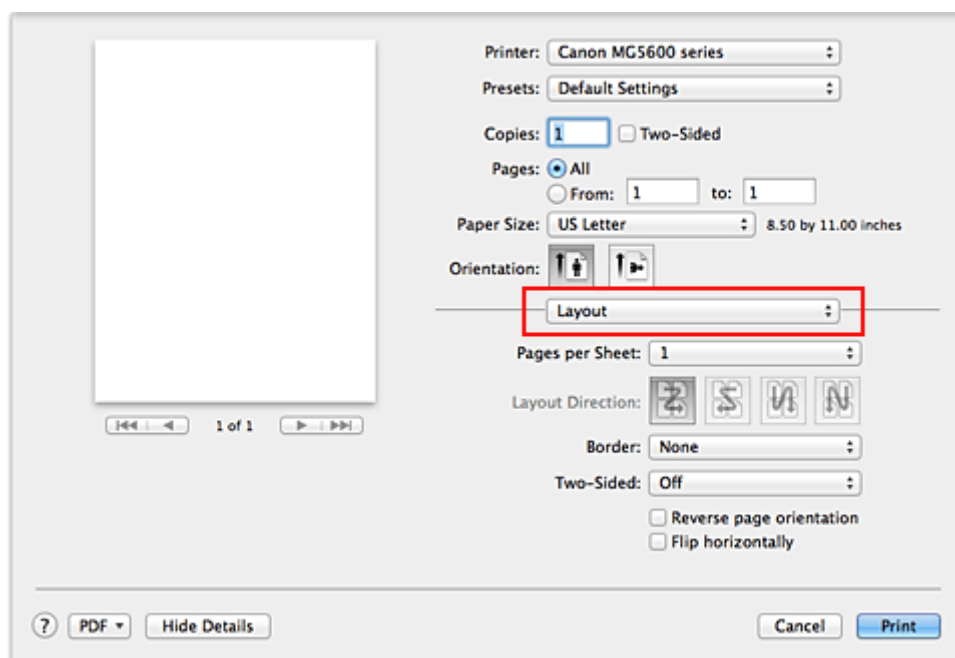 Printer: Canon MG5600 series
Presets: Default Settings
Copies: 1 Two-Sided
Pages: All
From: 1 to: 1
Paper Size: US Letter 8.50 by 11.00 inches
Orientation:
Layout
Pages per Sheet: 1
Layout Direction:
1 of 1
Border: None
Two-Sided: Off
Reverse page orientation
Flip horizontally
? PDF Hide Details Cancel Print